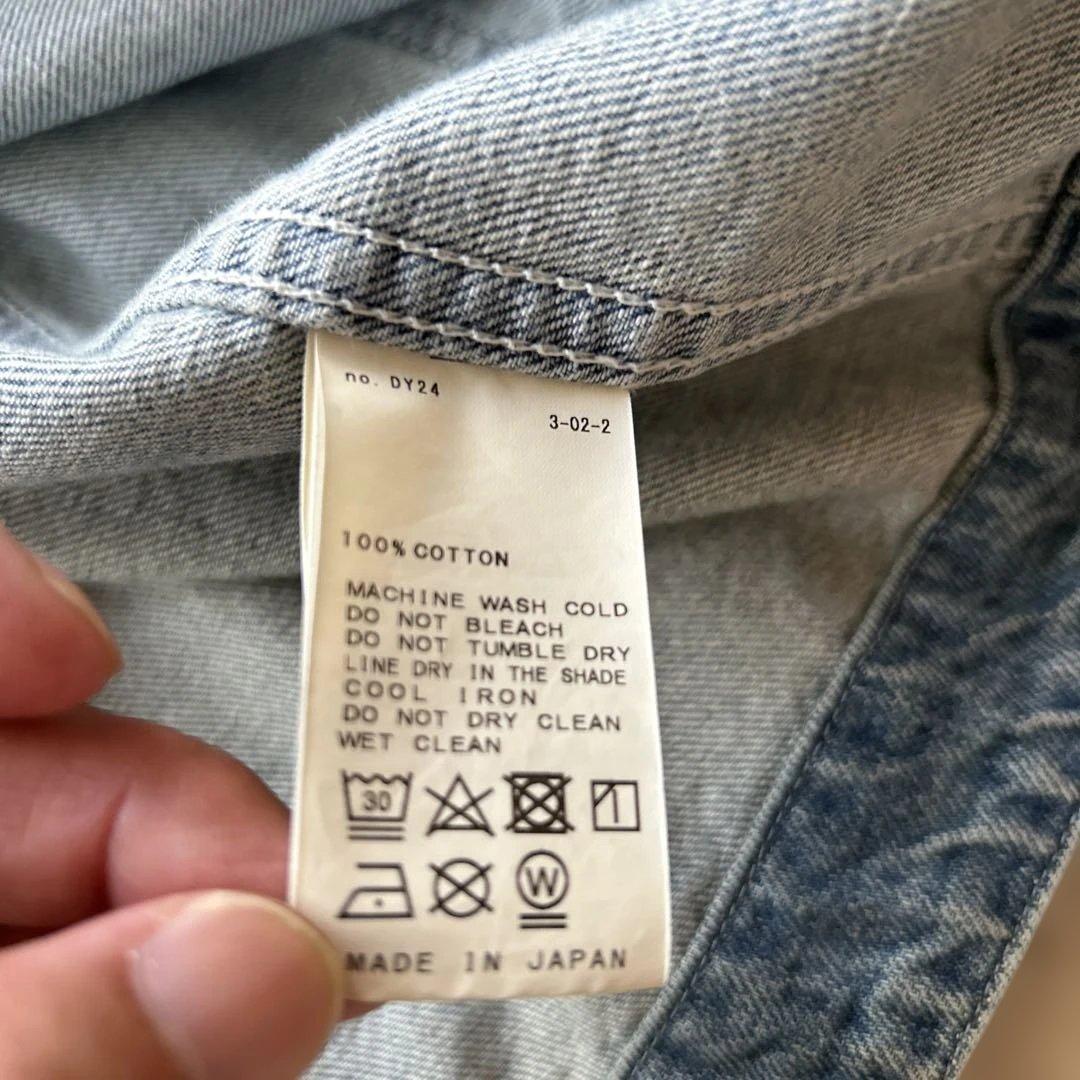 no. DY24
3-02-2
100% COTTON
MACHINE WASH COLD
DO NOT BLEACH
DO NOT TUMBLE DRY
LINE DRY IN THE SHADE
COOL IRON
DO NOT DRY CLEAN
WET CLEAN
30
W
MADE IN JAPAN